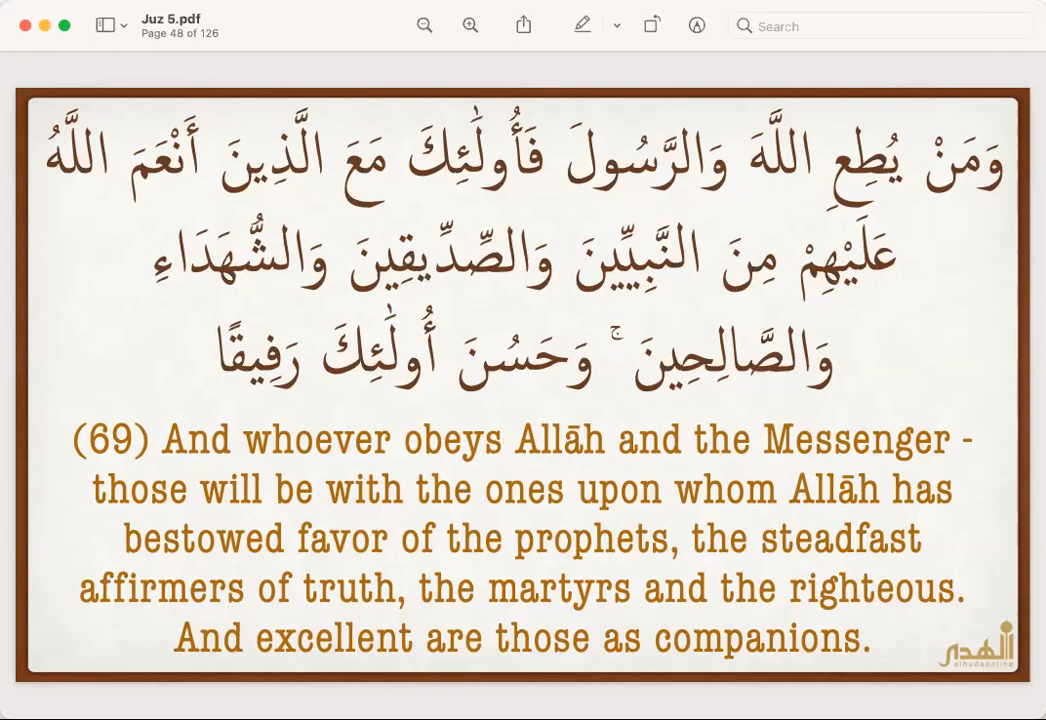 Juz 5.pdf
Page 48 of 126
Search
وَمَنْ يُطِعِ اللَّهَ وَالرَّسُولَ فَأُولَٰئِكَ مَعَ الَّذِينَ أَنْعَمَ اللَّهُ
عَلَيْهِمْ مِنَ النَّبِيِّينَ وَالصِّدِّيقِينَ وَالشُّهَدَاءِ
وَالصَّالِحِينَ ۚ وَحَسُنَ أُولَٰئِكَ رَفِيقًا
(69) And whoever obeys Allāh and the Messenger -
those will be with the ones upon whom Allāh has
bestowed favor of the prophets, the steadfast
affirmers of truth, the martyrs and the righteous.
And excellent are those as companions.
الهدى
alhudaonline